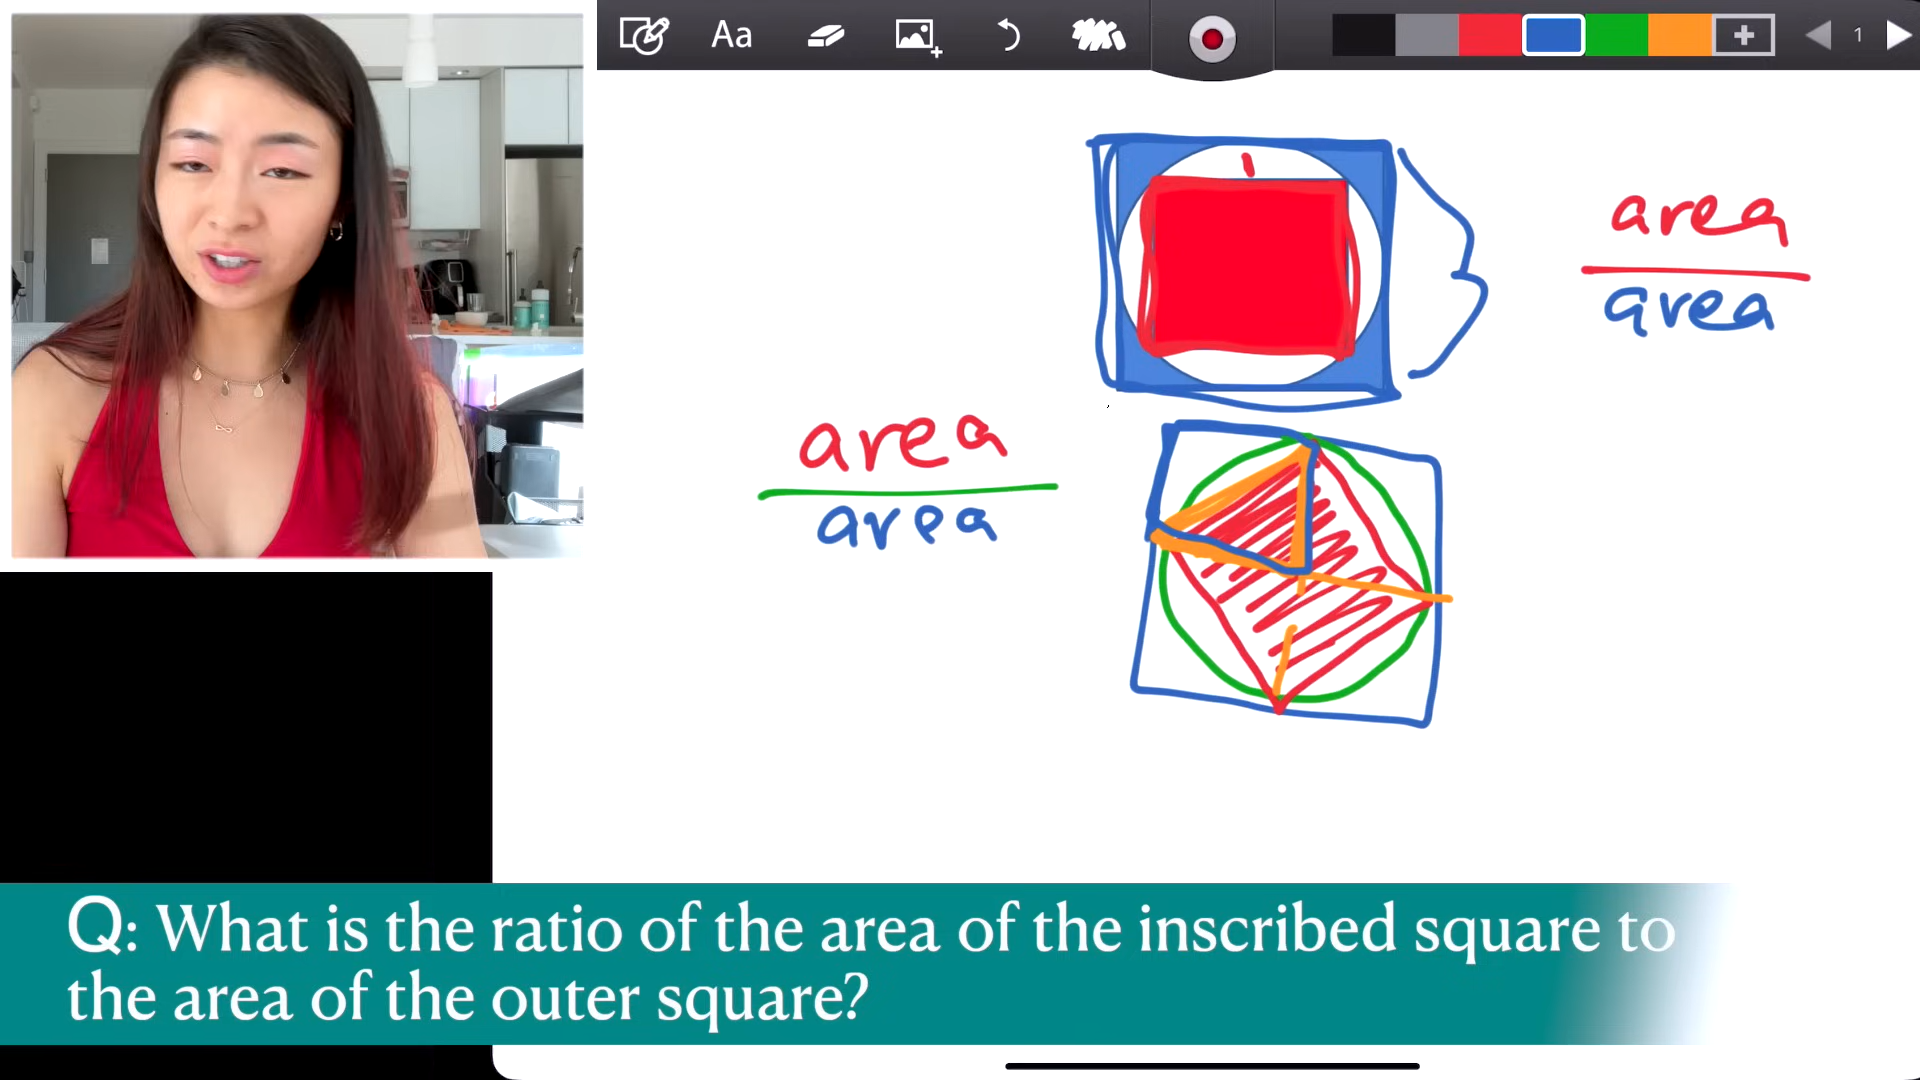 Aa
1
1
area
area
area
area
Q: What is the ratio of the area of the inscribed square to
the area of the outer square?